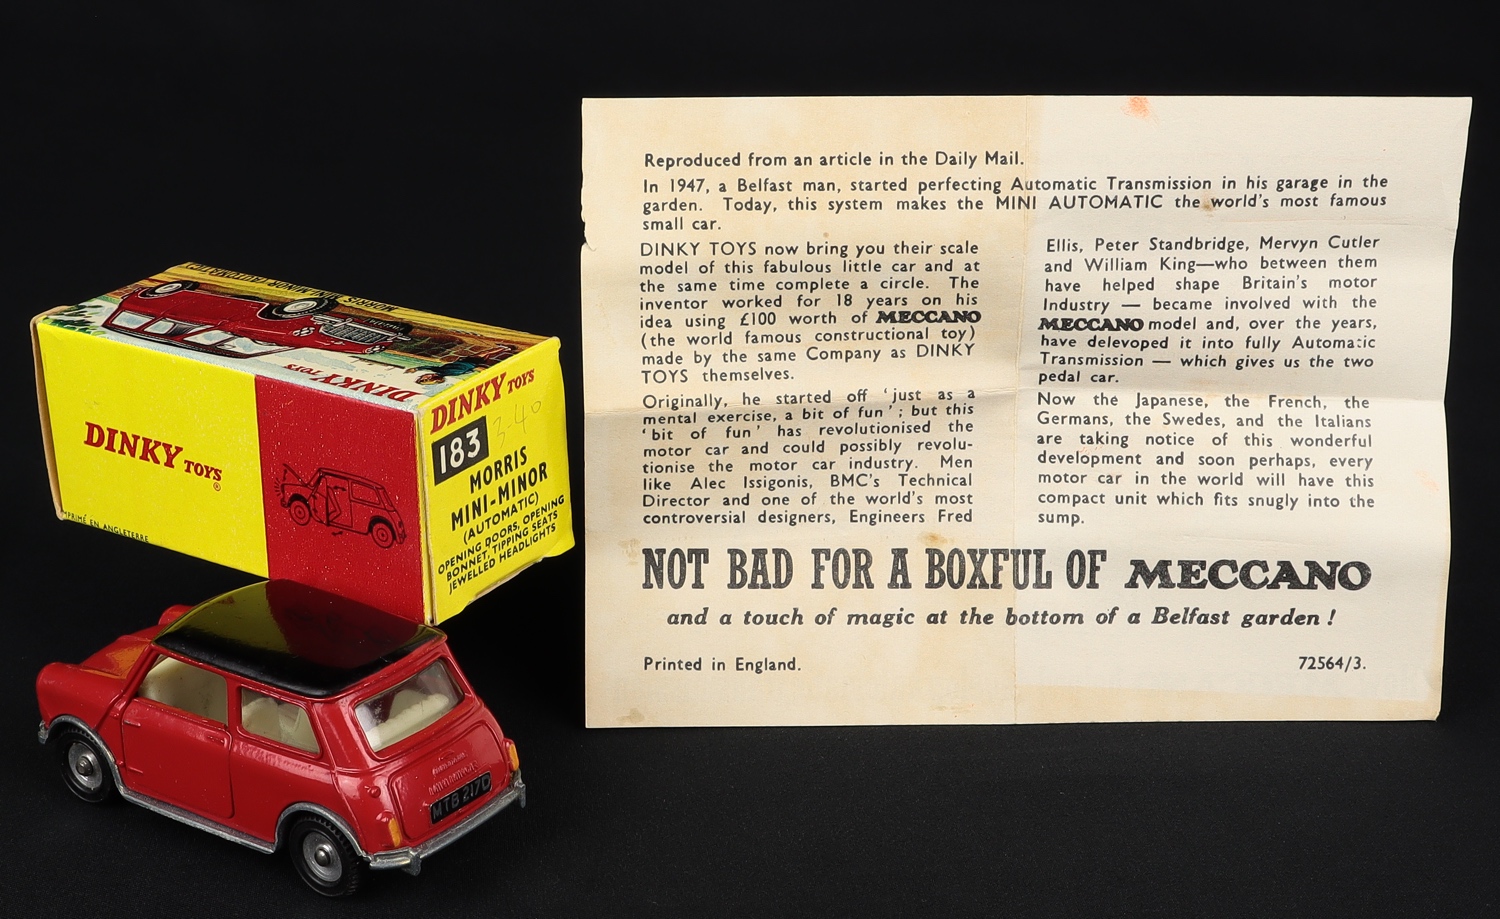 MORRIS MINI-MINOR AUTOMATIC
DINKY TOYS
DINKY TOYS®
IMPRIMÉ EN ANGLETERRE
DINKY TOYS
3-40
183
MORRIS
MINI-MINOR
(AUTOMATIC)
OPENING DOORS, OPENING
BONNET, TIPPING SEATS
JEWELLED HEADLIGHTS
MTB 217D
Reproduced from an article in the Daily Mail.
In 1947, a Belfast man, started perfecting Automatic Transmission in his garage in the
garden. Today, this system makes the MINI AUTOMATIC the world's most famous
small car.
DINKY TOYS now bring you their scale
model of this fabulous little car and at
the same time complete a circle. The
inventor worked for 18 years on his
idea using £100 worth of MECCANO
(the world famous constructional toy)
made by the same Company as DINKY
TOYS themselves.
Originally, he started off 'just as a
mental exercise, a bit of fun'; but this
'bit of fun' has revolutionised the
motor car and could possibly revolu-
tionise the motor car industry. Men
like Alec Issigonis, BMC's Technical
Director and one of the world's most
controversial designers, Engineers Fred
Ellis, Peter Standbridge, Mervyn Cutler
and William King—who between them
have helped shape Britain's motor
Industry — became involved with the
MECCANO model and, over the years,
have delevoped it into fully Automatic
Transmission — which gives us the two
pedal car.
Now the Japanese, the French, the
Germans, the Swedes, and the Italians
are taking notice of this wonderful
development and soon perhaps, every
motor car in the world will have this
compact unit which fits snugly into the
sump.
NOT BAD FOR A BOXFUL OF MECCANO
and a touch of magic at the bottom of a Belfast garden!
Printed in England.
72564/3.